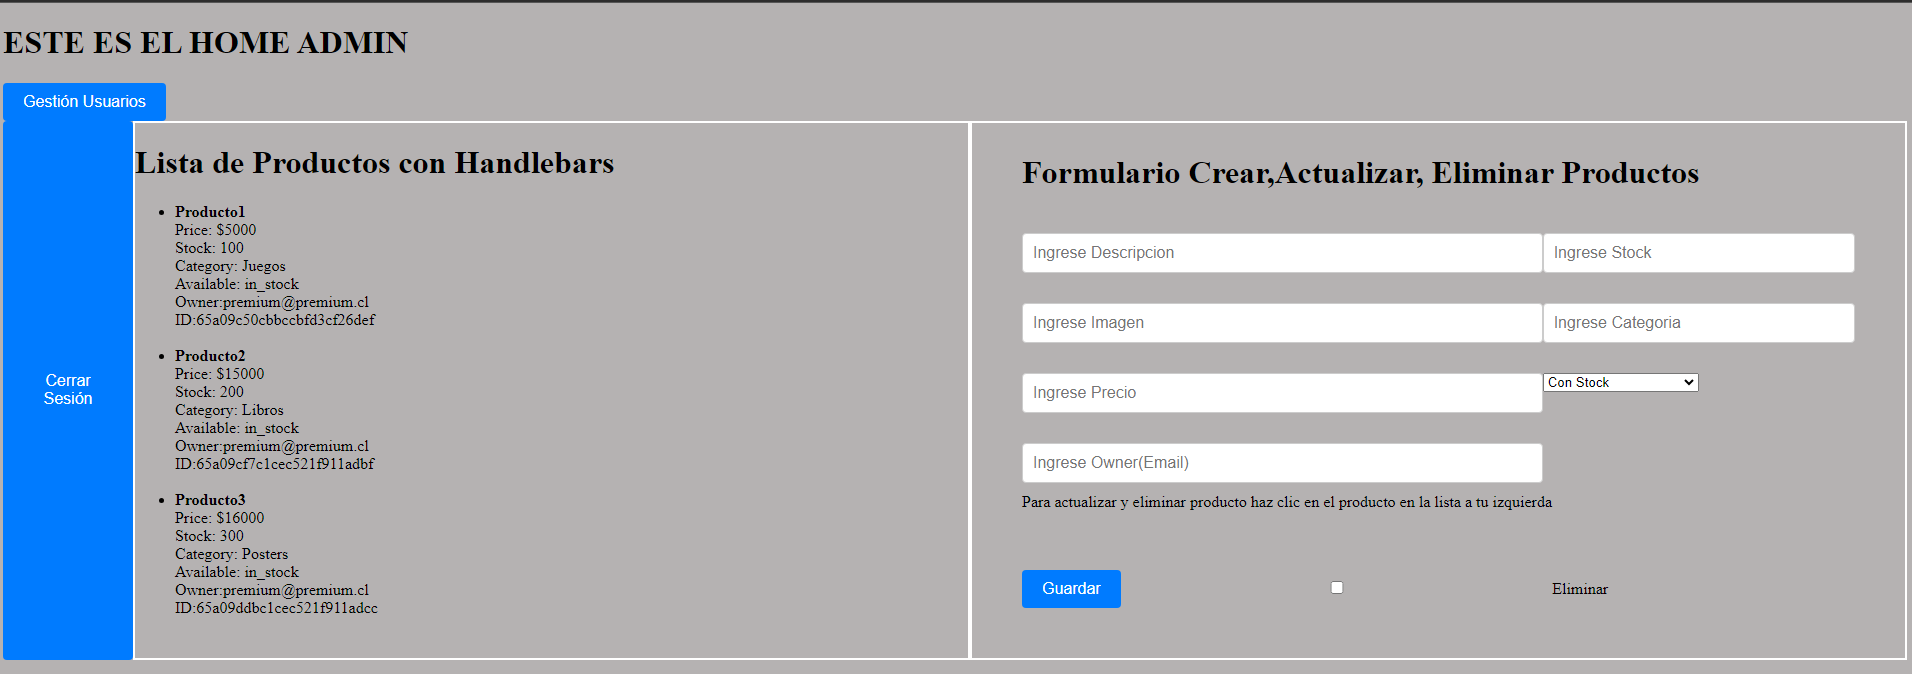 ESTE ES EL HOME ADMIN
Gestión Usuarios
Cerrar
Sesión
Lista de Productos con Handlebars
Producto1
Price: $5000
Stock: 100
Category: Juegos
Available: in_stock
Owner:premium@premium.cl
ID:65a09c50cbbccbfd3cf26def
Producto2
Price: $15000
Stock: 200
Category: Libros
Available: in_stock
Owner:premium@premium.cl
ID:65a09cf7c1cec521f911adbf
Producto3
Price: $16000
Stock: 300
Category: Posters
Available: in_stock
Owner:premium@premium.cl
ID:65a09ddbc1cec521f911adcc
Formulario Crear,Actualizar, Eliminar Productos
Ingrese Descripcion
Ingrese Stock
Ingrese Imagen
Ingrese Categoria
Ingrese Precio
Con Stock
Ingrese Owner(Email)
Para actualizar y eliminar producto haz clic en el producto en la lista a tu izquierda
Guardar
Eliminar